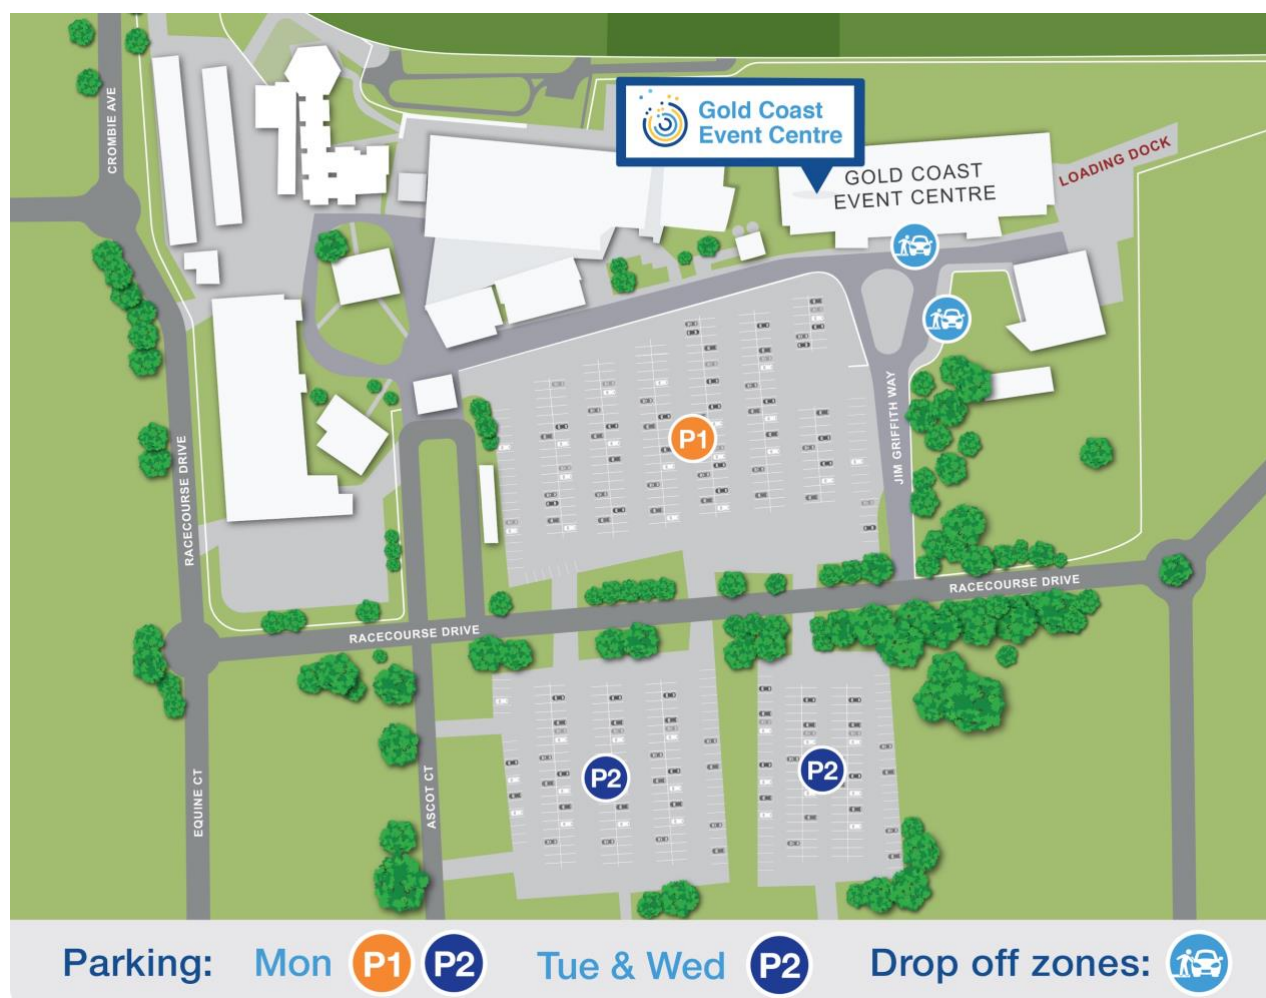 CROMBIE AVE
Gold Coast
Event Centre
GOLD COAST
EVENT CENTRE
LOADING DOCK
RACECOURSE DRIVE
P1
JIM GRIFFITH WAY
RACECOURSE DRIVE
RACECOURSE DRIVE
P2
P2
EQUINE CT
ASCOT CT
Parking: Mon P1 P2 Tue & Wed P2 Drop off zones: